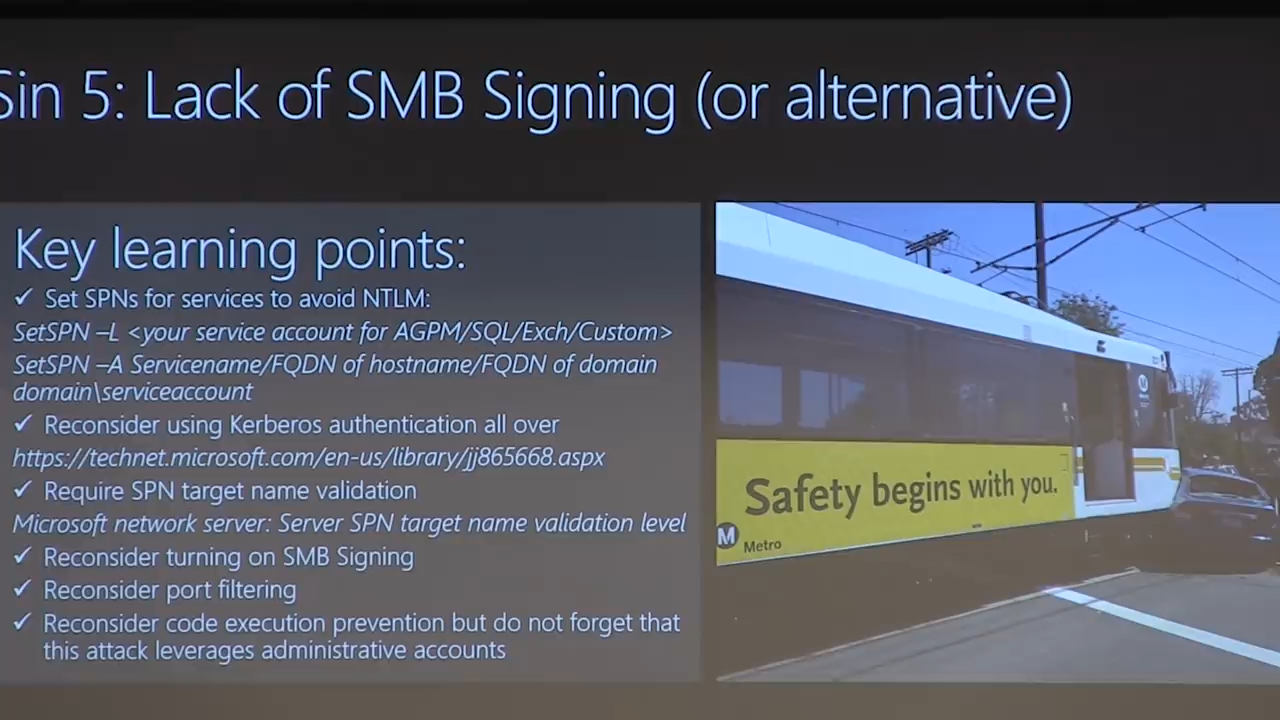 Sin 5: Lack of SMB Signing (or alternative)
Key learning points:
✓ Set SPNs for services to avoid NTLM:
SetSPN –L <your service account for AGPM/SQL/Exch/Custom>
SetSPN –A Servicename/FQDN of hostname/FQDN of domain
domain\serviceaccount
✓ Reconsider using Kerberos authentication all over
https://technet.microsoft.com/en-us/library/jj865668.aspx
✓ Require SPN target name validation
Microsoft network server: Server SPN target name validation level
✓ Reconsider turning on SMB Signing
✓ Reconsider port filtering
✓ Reconsider code execution prevention but do not forget that
this attack leverages administrative accounts
Safety begins with you.
M
Metro
M